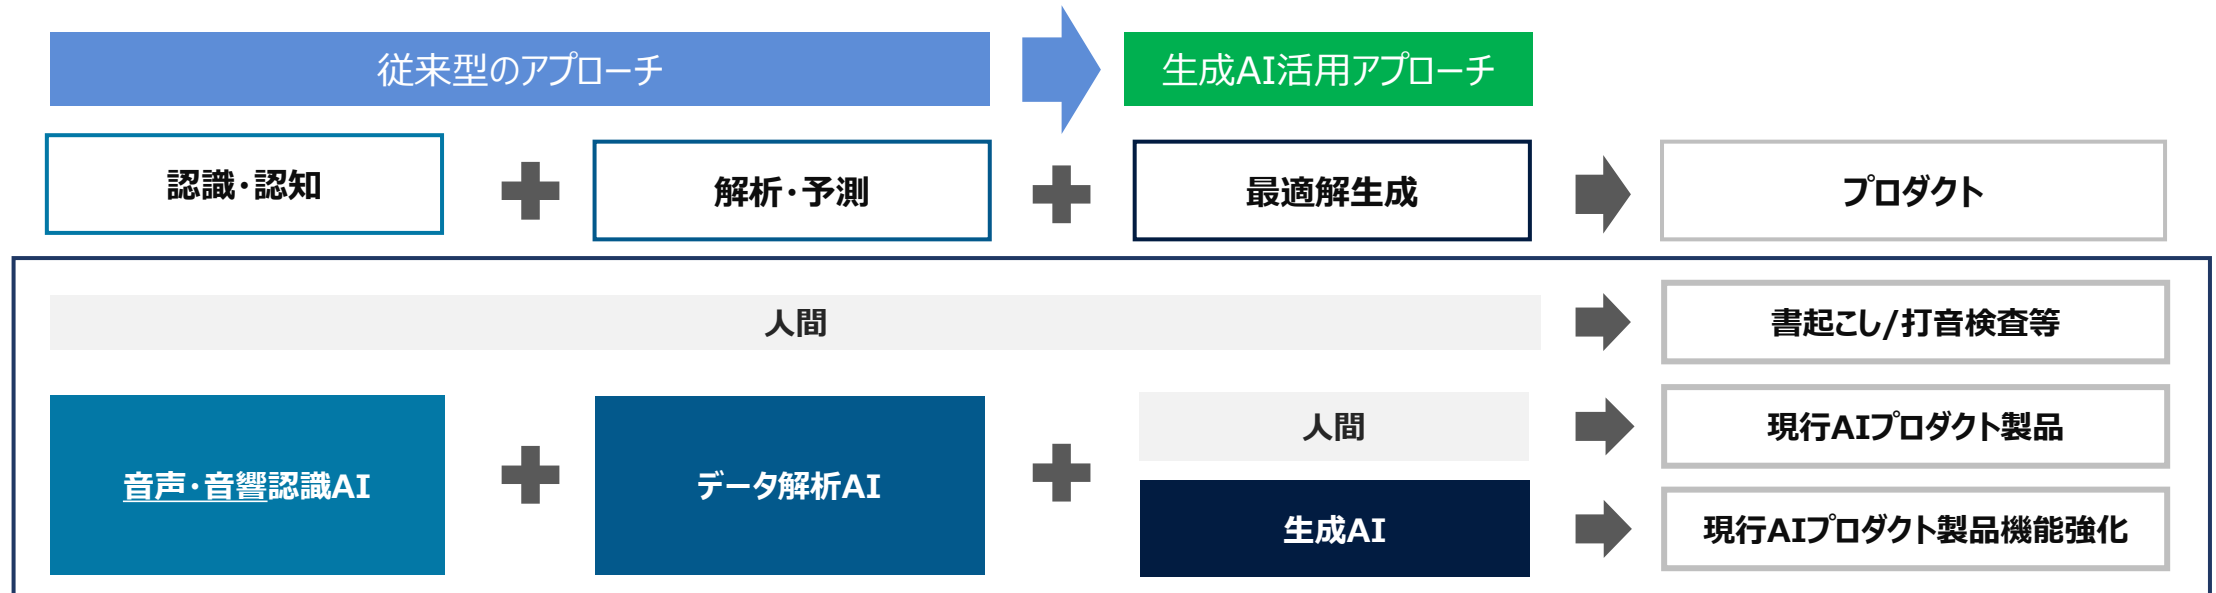 従来型のアプローチ
生成AI活用アプローチ
認識・認知
解析・予測
最適解生成
プロダクト
人間
書起こし/打音検査等
音声・音響認識AI
データ解析AI
人間
現行AIプロダクト製品
生成AI
現行AIプロダクト製品機能強化